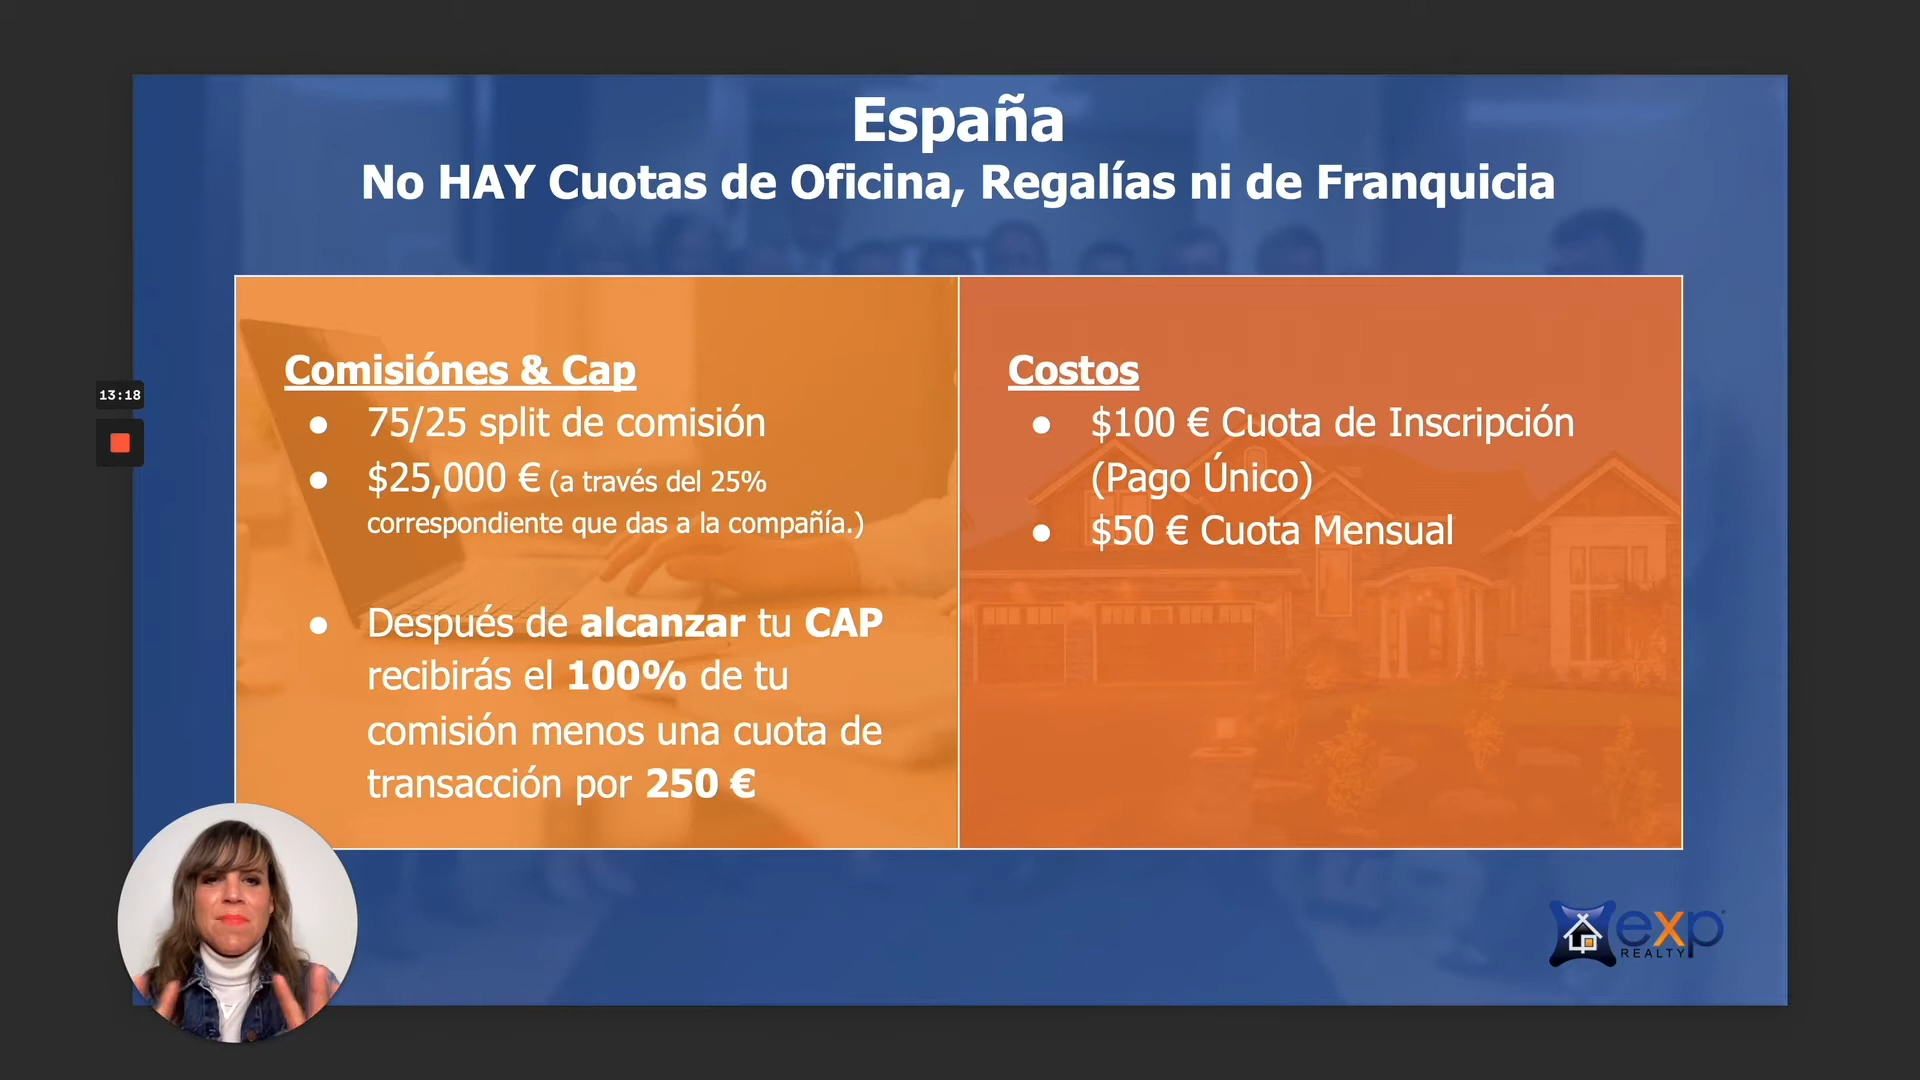 España
No HAY Cuotas de Oficina, Regalías ni de Franquicia
Comisiónes & Cap
● 75/25 split de comisión
● $25,000 € (a través del 25%
correspondiente que das a la compañía.)
● Después de alcanzar tu CAP
recibirás el 100% de tu
comisión menos una cuota de
transacción por 250 €
Costos
● $100 € Cuota de Inscripción
(Pago Único)
● $50 € Cuota Mensual
13:18
exp
REALTY